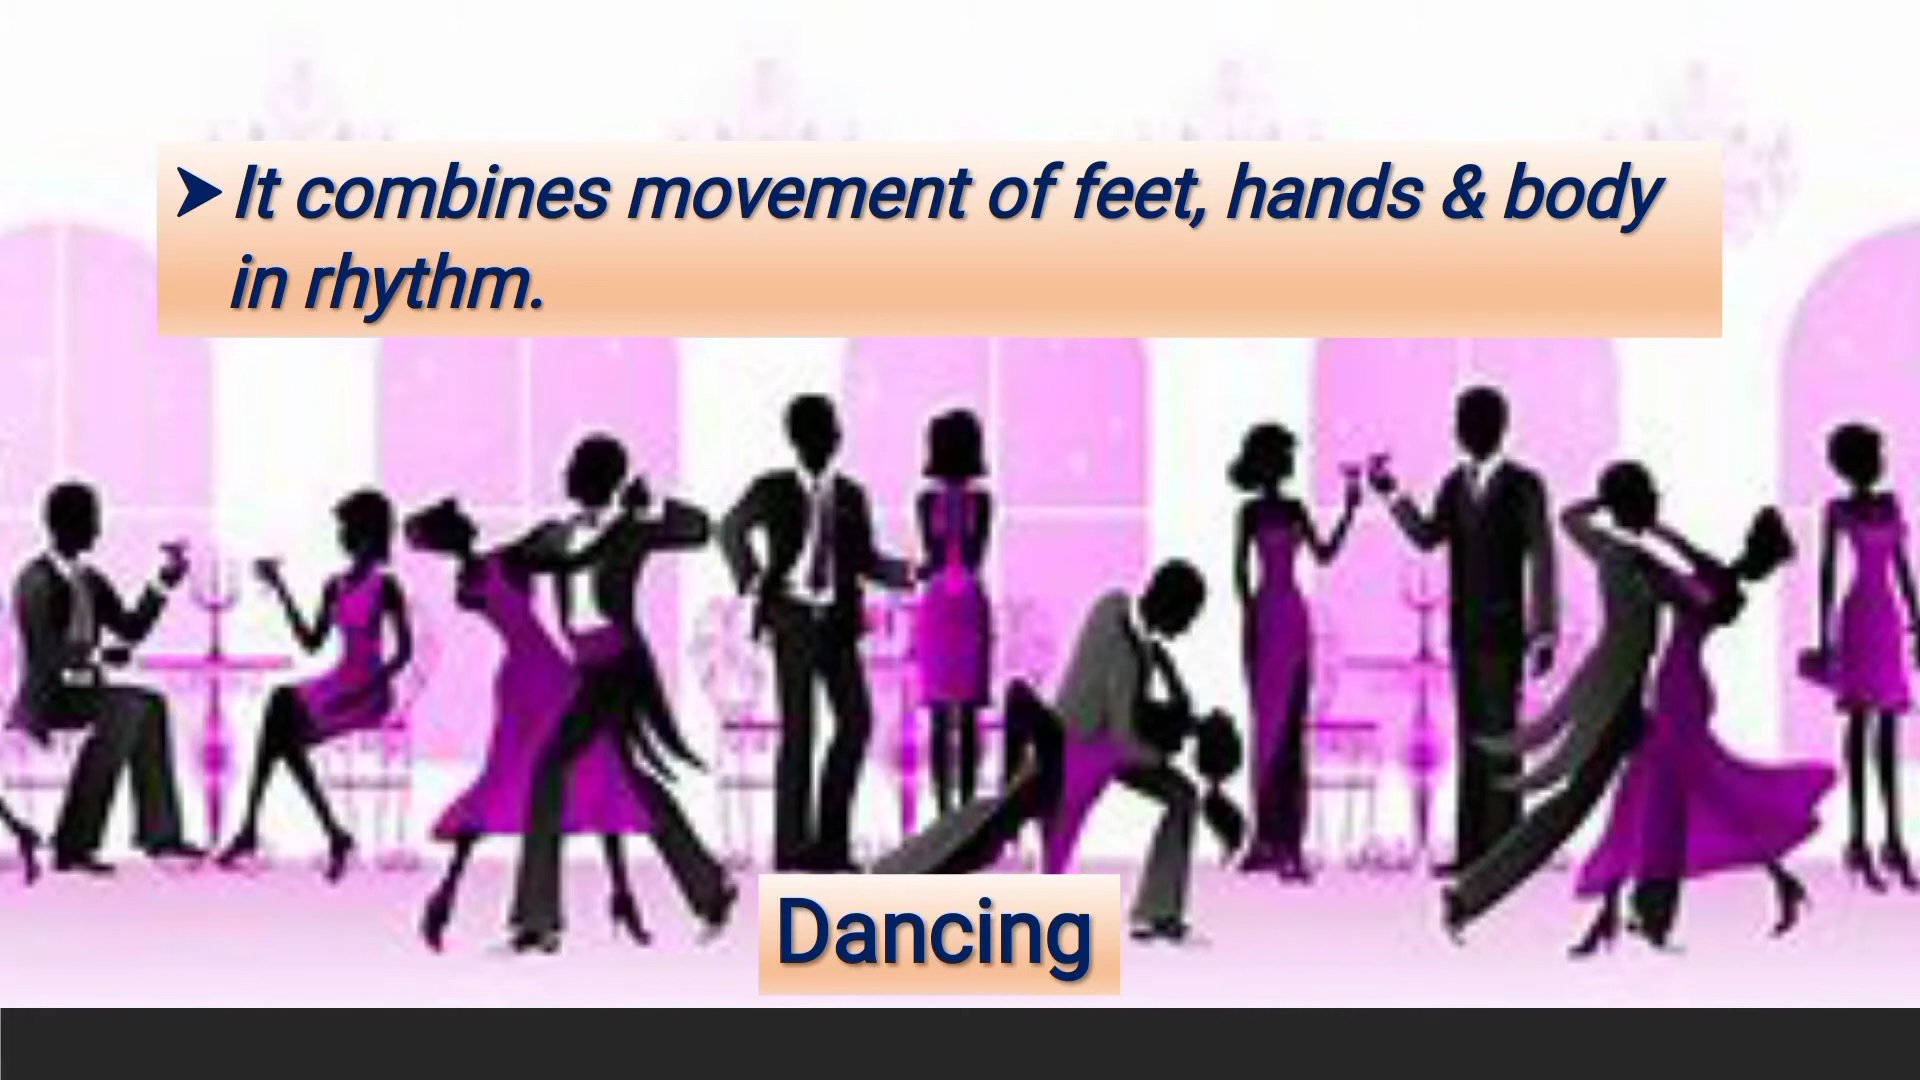 ➤ It combines movement of feet, hands & body
in rhythm.
Dancing